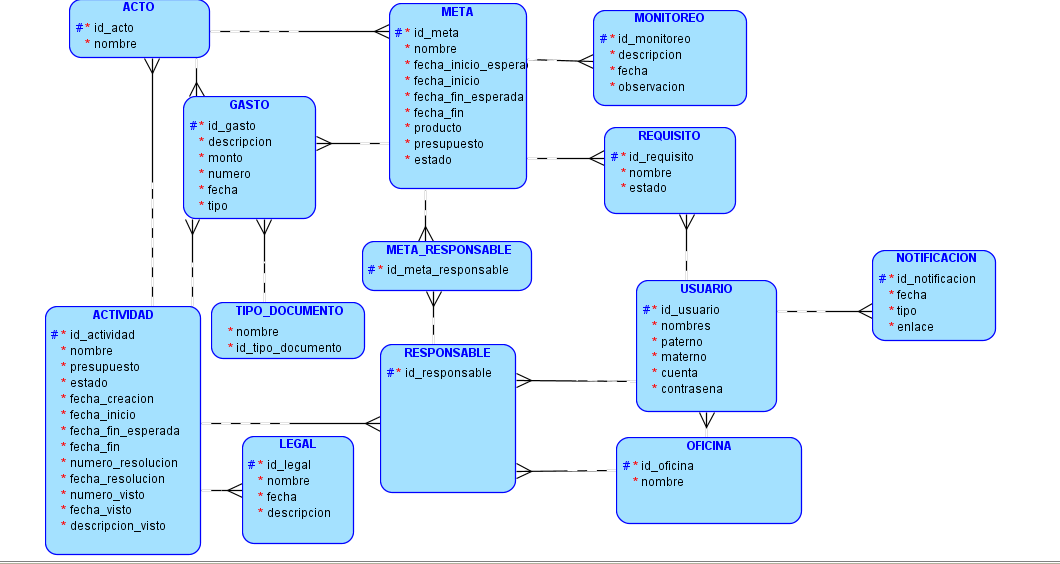 ACTO
# * id_acto
* nombre
META
# * id_meta
* nombre
* fecha_inicio_espera
* fecha_inicio
* fecha_fin_esperada
* fecha_fin
* producto
* presupuesto
* estado
MONITOREO
# * id_monitoreo
* descripcion
* fecha
* observacion
GASTO
# * id_gasto
* descripcion
* monto
* numero
* fecha
* tipo
REQUISITO
# * id_requisito
* nombre
* estado
META_RESPONSABLE
# * id_meta_responsable
NOTIFICACION
# * id_notificacion
* fecha
* tipo
* enlace
USUARIO
# * id_usuario
* nombres
* paterno
* materno
* cuenta
* contrasena
ACTIVIDAD
# * id_actividad
* nombre
* presupuesto
* estado
* fecha_creacion
* fecha_inicio
* fecha_fin_esperada
* fecha_fin
* numero_resolucion
* fecha_resolucion
* numero_visto
* fecha_visto
* descripcion_visto
TIPO_DOCUMENTO
* nombre
* id_tipo_documento
RESPONSABLE
# * id_responsable
LEGAL
# * id_legal
* nombre
* fecha
* descripcion
OFICINA
# * id_oficina
* nombre